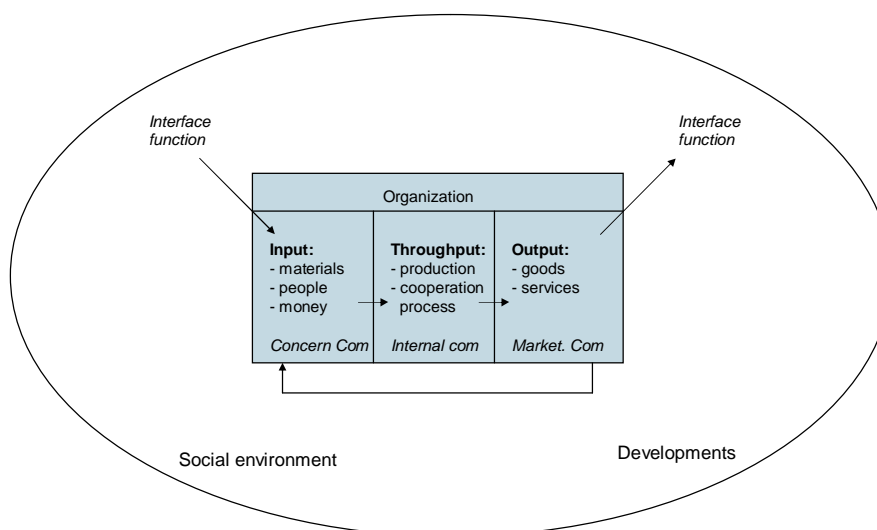 Interface
function
Interface
function
Organization
Input:
- materials
- people
- money
Concern Com
Throughput:
- production
- cooperation
process
Internal com
Output:
- goods
- services
Market. Com
Social environment
Developments